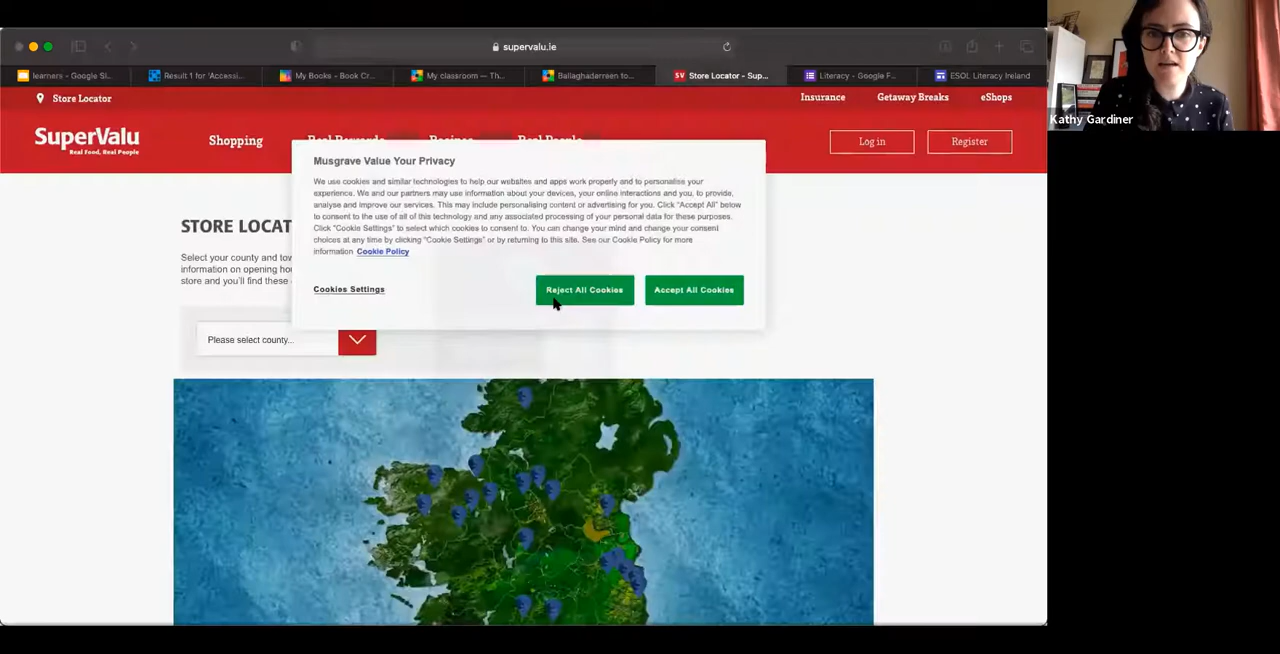 supervalu.ie
learners - Google Sl...
Result 1 for 'Accessi...
My Books - Book Cr...
My classroom — Th...
Ballaghaderreen to...
SV Store Locator - Sup...
Literacy - Google F...
ESOL Literacy Ireland
Kathy Gardiner
Store Locator
Insurance
Getaway Breaks
eShops
SuperValu
Real Food, Real People
Shopping
Real Rewards
Recipes
Real People
Log in
Register
Musgrave Value Your Privacy
We use cookies and similar technologies to help our websites and apps work properly and to personalise your
experience. We and our partners may use information about your devices, your online interactions and you, to provide,
analyse and improve our services. This may include personalising content or advertising for you. Click "Accept All" below
to consent to the use of all of this technology and any associated processing of your personal data for these purposes.
Click "Cookie Settings" to select which cookies to consent to. You can change your mind and change your consent
choices at any time by clicking "Cookie Settings" or by returning to this site. See our Cookie Policy for more
information Cookie Policy
Cookies Settings
Reject All Cookies
Accept All Cookies
STORE LOCAT
Select your county and tow
information on opening hou
store and you'll find these
Please select county...